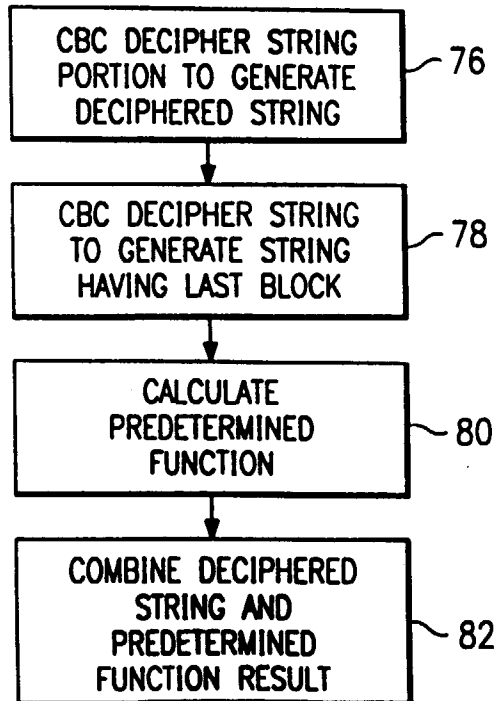 CBC DECIPHER STRING
PORTION TO GENERATE
DECIPHERED STRING
76
CBC DECIPHER STRING
TO GENERATE STRING
HAVING LAST BLOCK
78
CALCULATE
PREDETERMINED
FUNCTION
80
COMBINE DECIPHERED
STRING AND
PREDETERMINED
FUNCTION RESULT
82